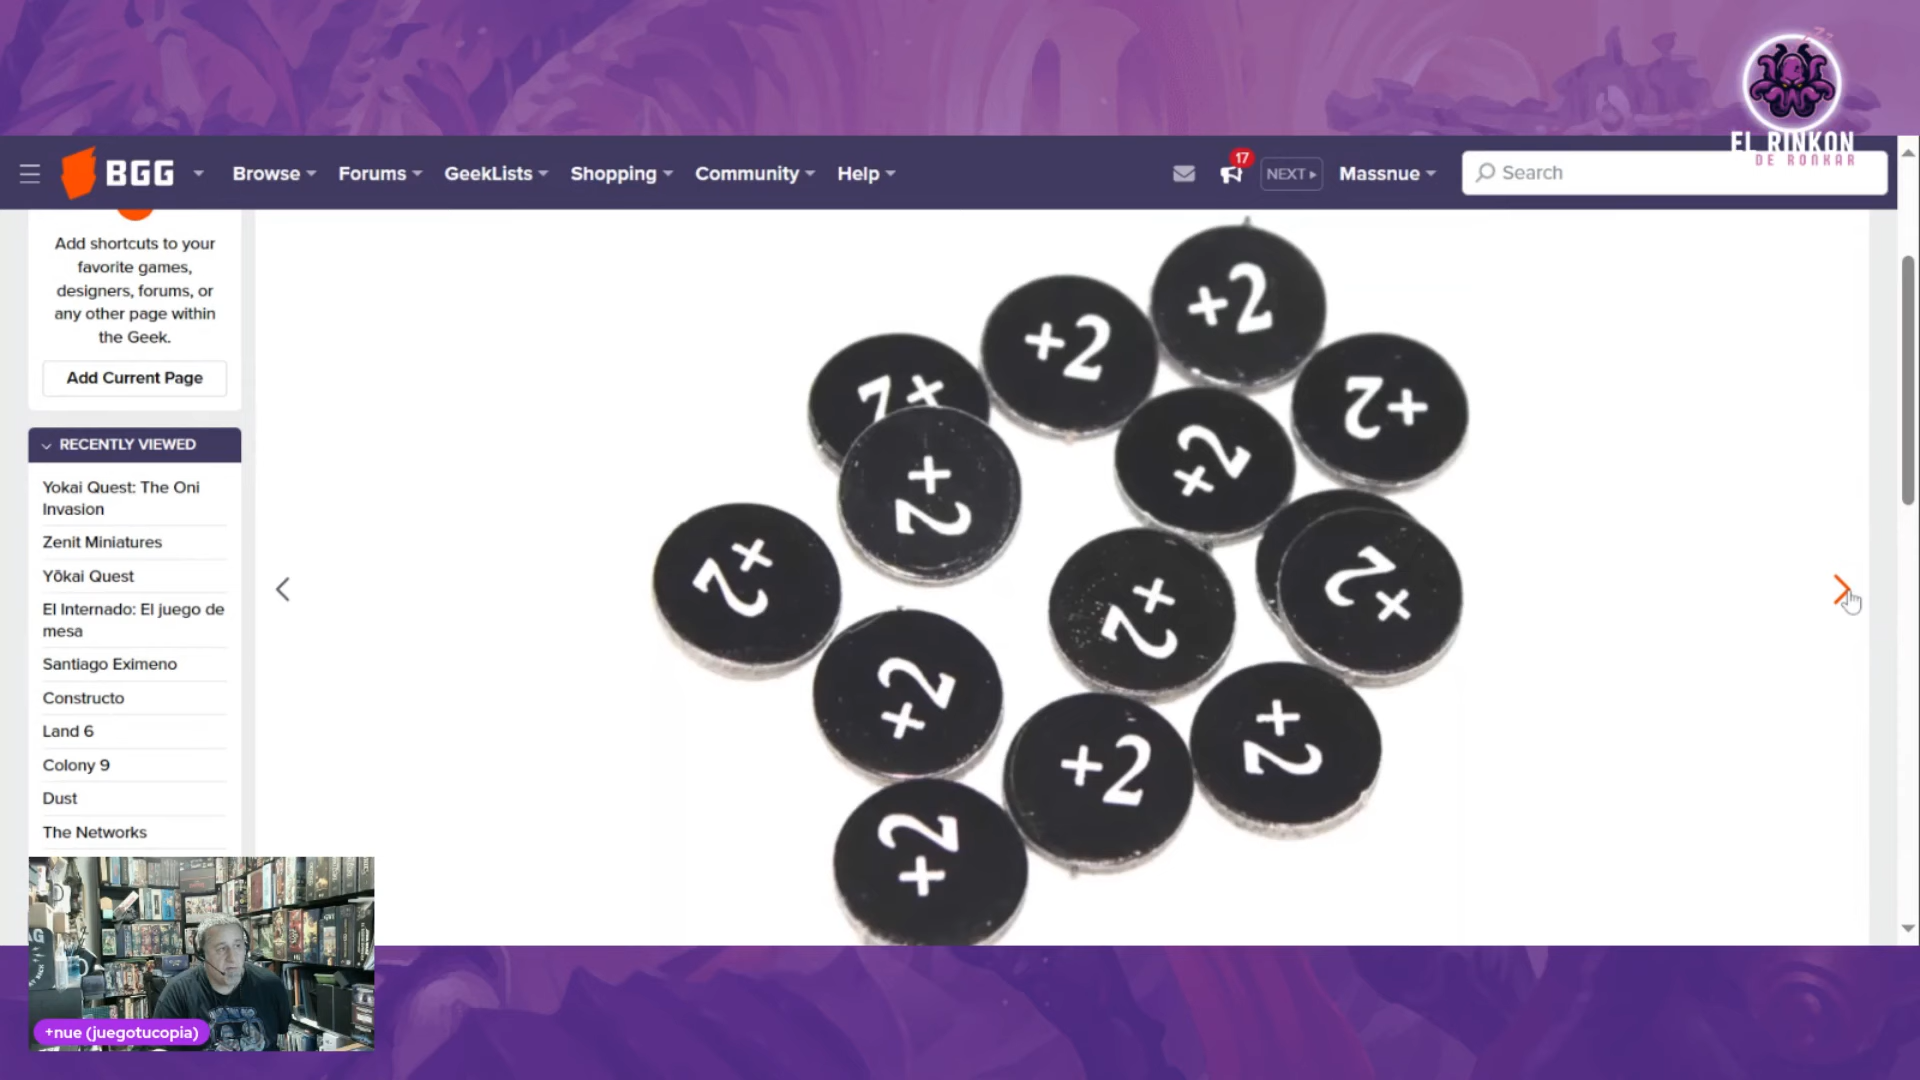 EL RINKON
DE RONKAR
BGG
Browse
Forums
GeekLists
Shopping
Community
Help
17
NEXT
Massnue
Search
Add shortcuts to your
favorite games,
designers, forums, or
any other page within
the Geek.
Add Current Page
RECENTLY VIEWED
Yokai Quest: The Oni
Invasion
Zenit Miniatures
Yōkai Quest
El Internado: El juego de
mesa
Santiago Eximeno
Constructo
Land 6
Colony 9
Dust
The Networks
+2
+2
+2
+2
+2
+2
+2
+2
+2
+2
+2
+2
+2
+nue (juegotucopia)